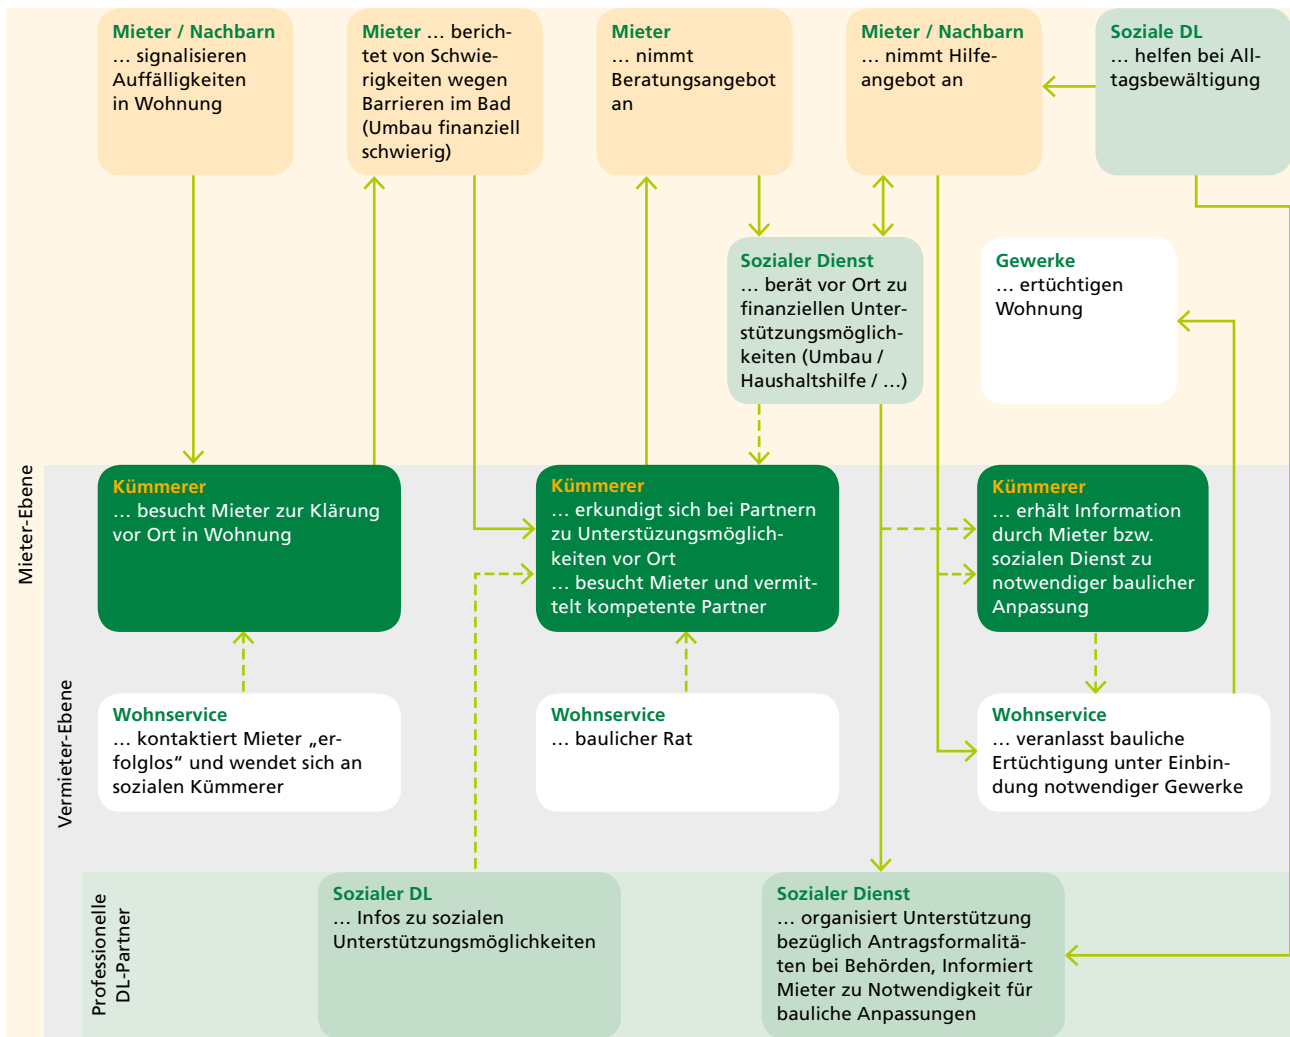 Mieter / Nachbarn
… signalisieren
Auffälligkeiten
in Wohnung
Mieter … berich-
tet von Schwie-
rigkeiten wegen
Barrieren im Bad
(Umbau finanziell
schwierig)
Mieter
… nimmt
Beratungsangebot
an
Mieter / Nachbarn
… nimmt Hilfe-
angebot an
Soziale DL
… helfen bei All-
tagsbewältigung
Sozialer Dienst
… berät vor Ort zu
finanziellen Unter-
stützungsmöglich-
keiten (Umbau /
Haushaltshilfe / …)
Gewerke
… ertüchtigen
Wohnung
Mieter-Ebene
Kümmerer
… besucht Mieter zur Klärung
vor Ort in Wohnung
Kümmerer
… erkundigt sich bei Partnern
zu Unterstüzungsmöglich-
keiten vor Ort
… besucht Mieter und vermit-
telt kompetente Partner
Kümmerer
… erhält Information
durch Mieter bzw.
sozialen Dienst zu
notwendiger baulicher
Anpassung
Vermieter-Ebene
Wohnservice
… kontaktiert Mieter „er-
folglos“ und wendet sich an
sozialen Kümmerer
Wohnservice
… baulicher Rat
Wohnservice
… veranlasst bauliche
Ertüchtigung unter Einbin-
dung notwendiger Gewerke
Professionelle
DL-Partner
Sozialer DL
… Infos zu sozialen
Unterstützungsmöglichkeiten
Sozialer Dienst
… organisiert Unterstützung
bezüglich Antragsformalitä-
ten bei Behörden, Informiert
Mieter zu Notwendigkeit für
bauliche Anpassungen